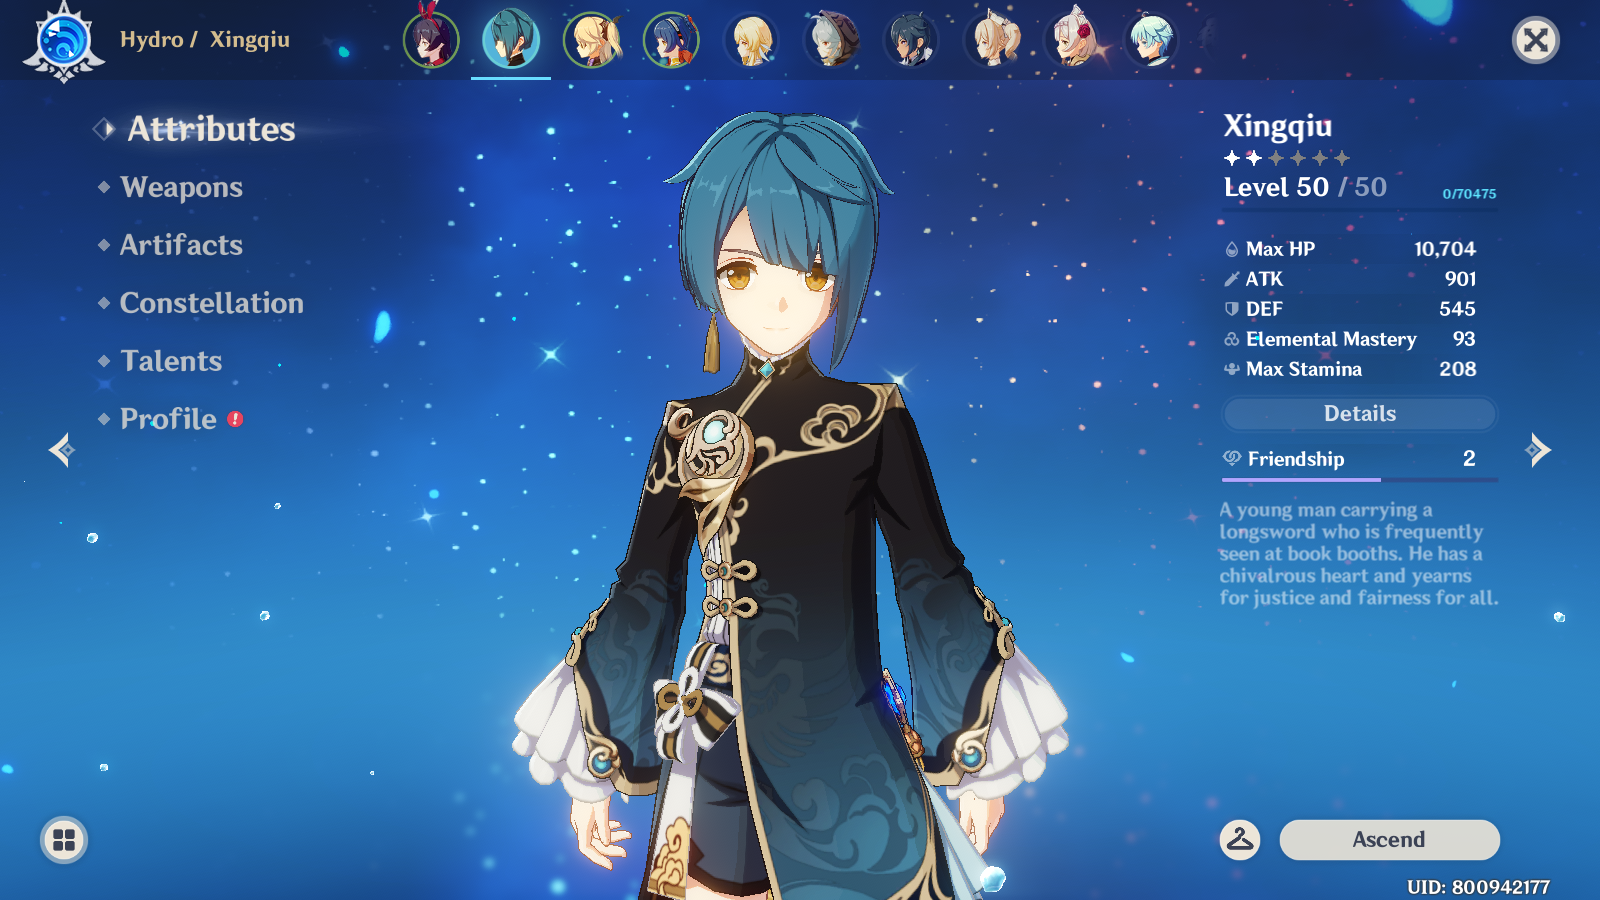 Hydro / Xingqiu
Attributes
Weapons
Artifacts
Constellation
Talents
Profile
Xingqiu
Level 50 / 50
0/70475
Max HP 10,704
ATK 901
DEF 545
Elemental Mastery 93
Max Stamina 208
Details
Friendship 2
A young man carrying a
longsword who is frequently
seen at book booths. He has a
chivalrous heart and yearns
for justice and fairness for all.
Ascend
UID: 800942177